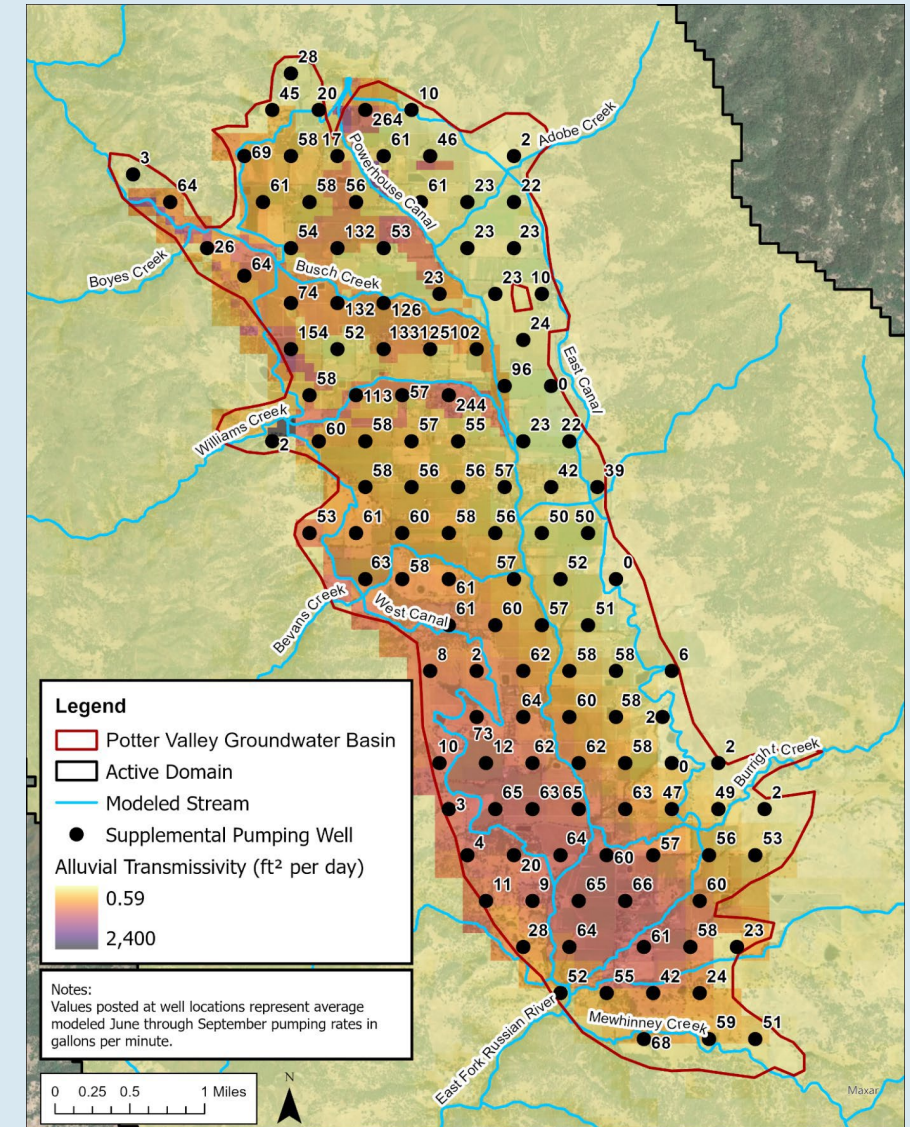 28
45 20 10
264
69 58 17 61 46 2 Adobe Creek
Powerhouse Canal
3
64 61 58 56 61 23 22
26 54 132 53 23 23
Boyes Creek
64 Busch Creek 23 23 10
74 132 126
24
154 52 133 125 102
East Canal
58 113 57 244 96 0
Williams Creek
2 60 58 57 55 23 22
58 56 56 57 42 39
53 61 60 58 56 50 50
63 58 61 57 52 0
Bevans Creek
West Canal
61 60 57 51
8 2 62 58 58 6
73 64 60 58 2
10 12 62 62 58 0 2
Burright Creek
3 65 63 65 63 47 49 2
4 20 64 60 57 56 53
11 9 65 66 60
28 64 61 58 23
52 55 42 24
East Fork Russian River
Mewhinney Creek
68 59 51
Legend
Potter Valley Groundwater Basin
Active Domain
Modeled Stream
Supplemental Pumping Well
Alluvial Transmissivity (ft² per day)
0.59
2,400
Notes:
Values posted at well locations represent average
modeled June through September pumping rates in
gallons per minute.
0 0.25 0.5 1 Miles
N
Maxar